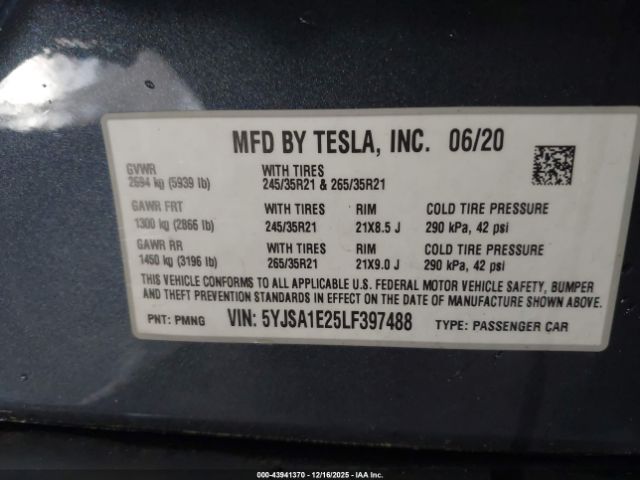 MFD BY TESLA, INC. 06/20
GVWR
2694 kg (5939 lb)
WITH TIRES
245/35R21 & 265/35R21
GAWR FRT
1300 kg (2866 lb)
WITH TIRES
245/35R21
RIM
21X8.5 J
COLD TIRE PRESSURE
290 kPa, 42 psi
GAWR RR
1450 kg (3196 lb)
WITH TIRES
265/35R21
RIM
21X9.0 J
COLD TIRE PRESSURE
290 kPa, 42 psi
THIS VEHICLE CONFORMS TO ALL APPLICABLE U.S. FEDERAL MOTOR VEHICLE SAFETY, BUMPER
AND THEFT PREVENTION STANDARDS IN EFFECT ON THE DATE OF MANUFACTURE SHOWN ABOVE.
PNT: PMNG VIN: 5YJSA1E25LF397488 TYPE: PASSENGER CAR
000-43941370 - 12/16/2025 - IAA Inc.